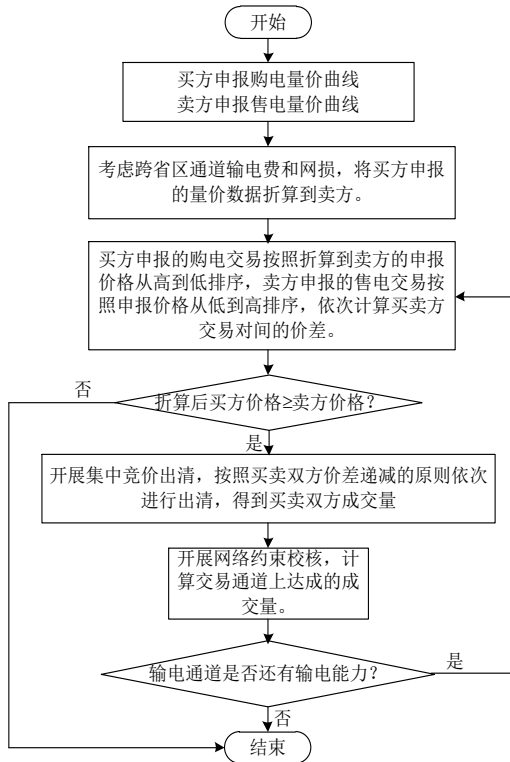 开始
买方申报购电量价曲线
卖方申报售电量价曲线
考虑跨省区通道输电费和网损，将买方申报
的量价数据折算到卖方。
买方申报的购电交易按照折算到卖方的申报
价格从高到低排序，卖方申报的售电交易按
照申报价格从低到高排序，依次计算买卖方
交易对间的价差。
否
折算后买方价格≥卖方价格？
是
开展集中竞价出清，按照买卖双方价差递减的原则依次
进行出清，得到买卖双方成交量
开展网络约束校核，计
算交易通道上达成的成
交量。
输电通道是否还有输电能力？
是
否
结束